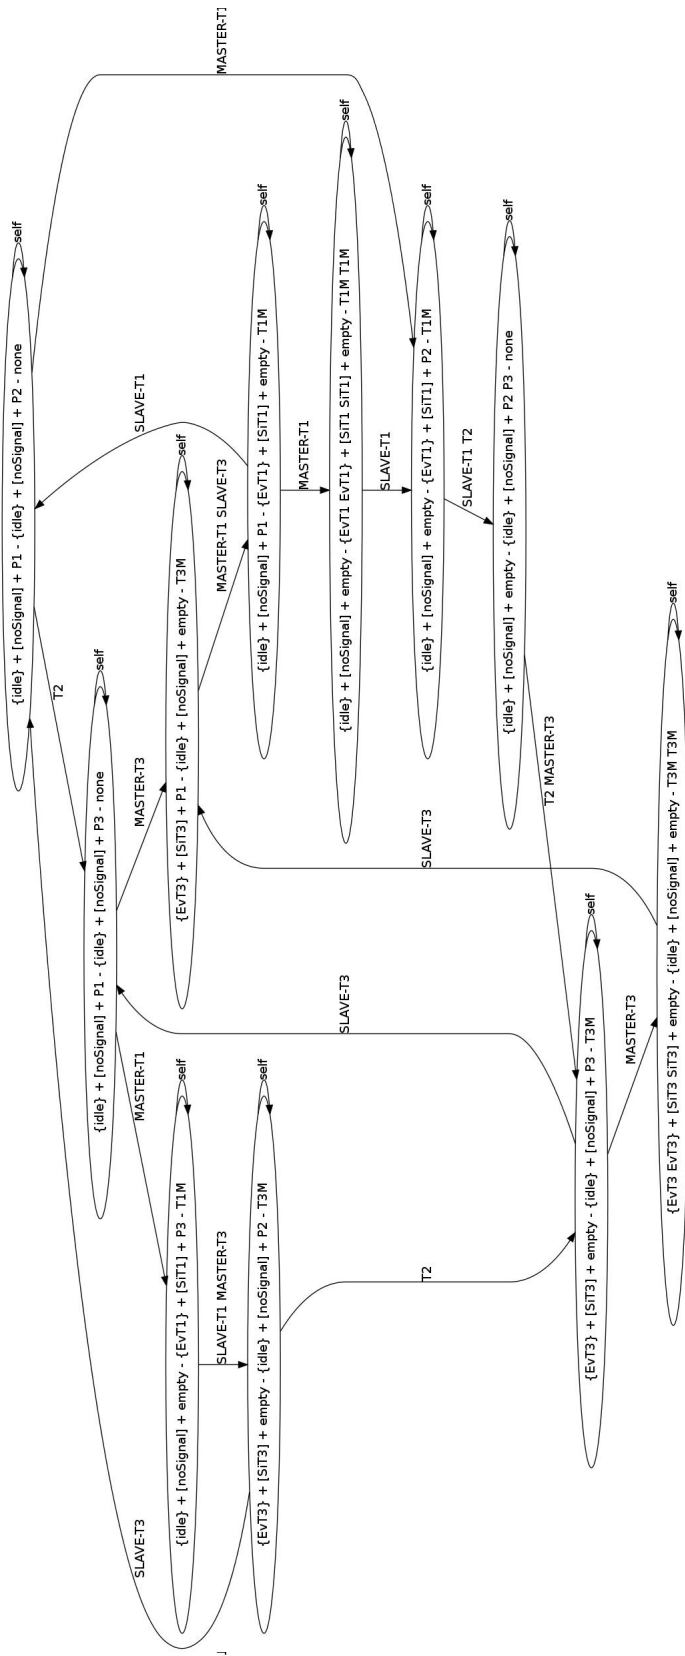 MASTER-T1
self
{idle} + [noSignal] + P1 - {idle} + [noSignal] + P2 - none
SLAVE-T1
T2
self
{idle} + [noSignal] + P1 - {idle} + [noSignal] + P3 - none
MASTER-T3
self
{EvT3} + [SiT3] + P1 - {idle} + [noSignal] + empty - T3M
MASTER-T1 SLAVE-T3
self
{idle} + [noSignal] + P1 - {EvT1} + [SiT1] + empty - T1M
MASTER-T1
self
{idle} + [noSignal] + empty - {EvT1 EvT1} + [SiT1 SiT1] + empty - T1M T1M
SLAVE-T1
self
{idle} + [noSignal] + empty - {EvT1} + [SiT1] + P2 - T1M
SLAVE-T1 T2
self
{idle} + [noSignal] + empty - {idle} + [noSignal] + P2 P3 - none
T2 MASTER-T3
SLAVE-T3
SLAVE-T3
MASTER-T1
self
{idle} + [noSignal] + empty - {EvT1} + [SiT1] + P3 - T1M
SLAVE-T1 MASTER-T3
self
{EvT3} + [SiT3] + empty - {idle} + [noSignal] + P2 - T3M
T2
SLAVE-T3
self
{EvT3} + [SiT3] + empty - {idle} + [noSignal] + P3 - T3M
MASTER-T3
self
{EvT3 EvT3} + [SiT3 SiT3] + empty - {idle} + [noSignal] + empty - T3M T3M